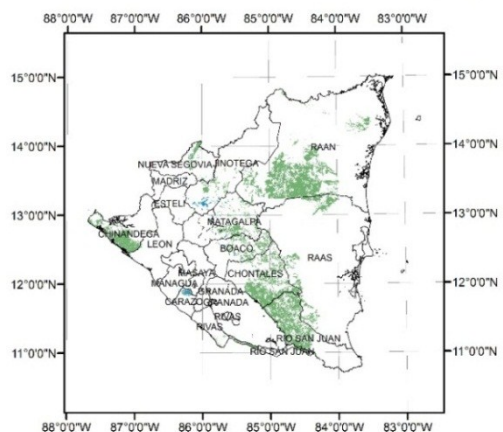 88°0'0"W 87°0'0"W 86°0'0"W 85°0'0"W 84°0'0"W 83°0'0"W
15°0'0"N 15°0'0"N
14°0'0"N RAAN 14°0'0"N
NUEVA SEGOVIA JINOTEGA
MADRIZ
ESTELI
13°0'0"N MATAGALPA 13°0'0"N
CHINANDEGA
LEON BOACO
MASAYA CHONTALES RAAS
12°0'0"N MANAGUA 12°0'0"N
GRANADA
CARAZO GRANADA
RIVAS
RIVAS
RIO SAN JUAN
11°0'0"N RIO SAN JUAN 11°0'0"N
88°0'0"W 87°0'0"W 86°0'0"W 85°0'0"W 84°0'0"W 83°0'0"W